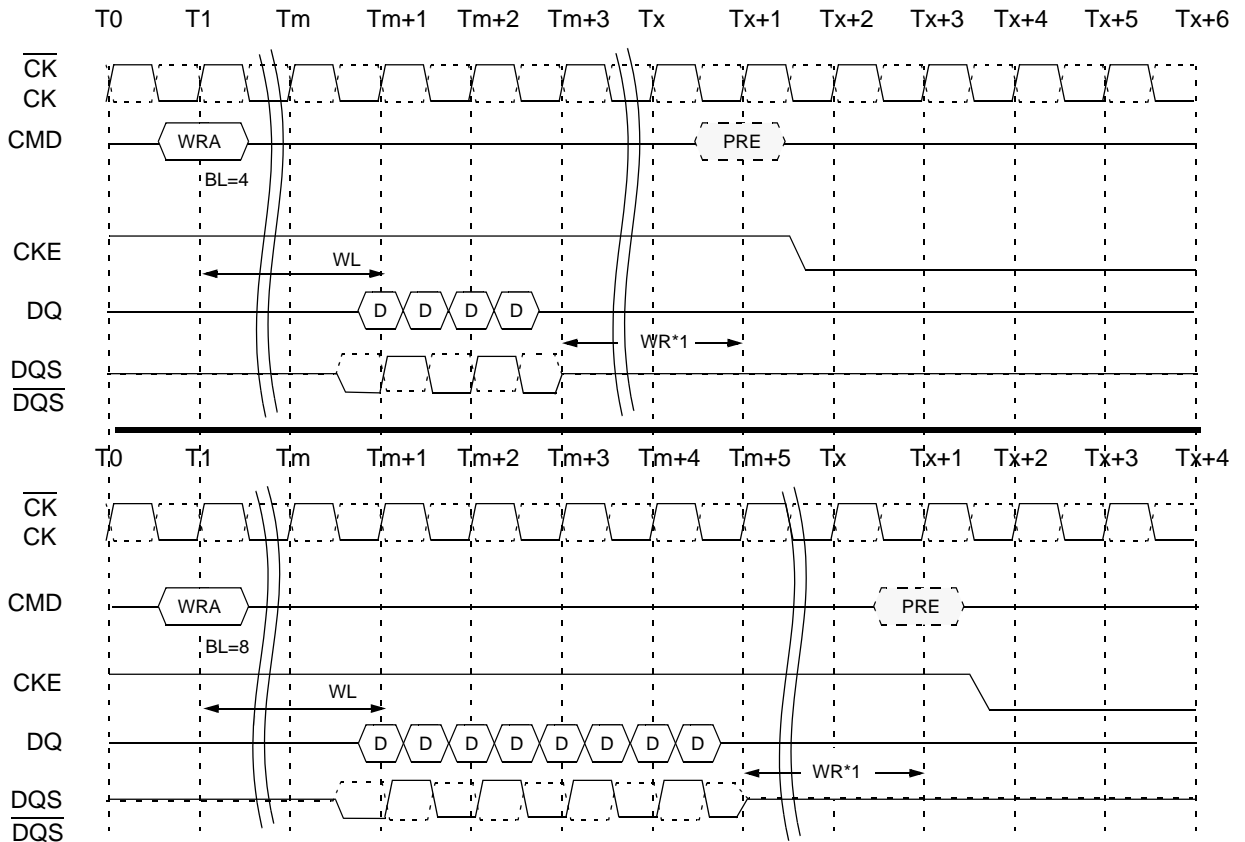 T0 T1 Tm Tm+1 Tm+2 Tm+3 Tx Tx+1 Tx+2 Tx+3 Tx+4 Tx+5 Tx+6
CK
CK
CMD WRA PRE
BL=4
CKE
WL
DQ D D D D
WR*1
DQS
DQS
T0 T1 Tm Tm+1 Tm+2 Tm+3 Tm+4 Tm+5 Tx Tx+1 Tx+2 Tx+3 Tx+4
CK
CK
CMD WRA PRE
BL=8
CKE
WL
DQ D D D D D D D D
WR*1
DQS
DQS